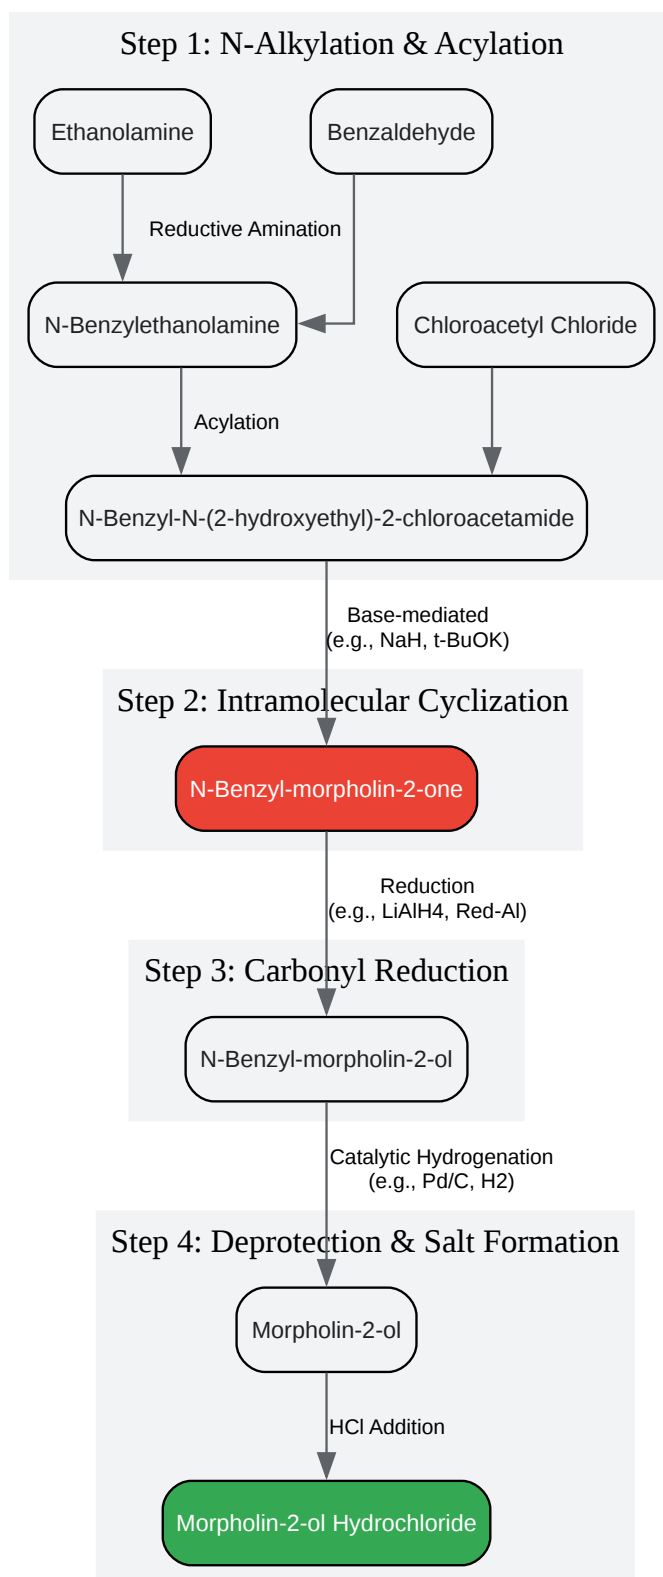 Step 1: N-Alkylation & Acylation
Ethanolamine
Benzaldehyde
Reductive Amination
N-Benzylethanolamine
Chloroacetyl Chloride
Acylation
N-Benzyl-N-(2-hydroxyethyl)-2-chloroacetamide
Base-mediated
(e.g., NaH, t-BuOK)
Step 2: Intramolecular Cyclization
N-Benzyl-morpholin-2-one
Reduction
(e.g., LiAlH4, Red-Al)
Step 3: Carbonyl Reduction
N-Benzyl-morpholin-2-ol
Catalytic Hydrogenation
(e.g., Pd/C, H2)
Step 4: Deprotection & Salt Formation
Morpholin-2-ol
HCl Addition
Morpholin-2-ol Hydrochloride